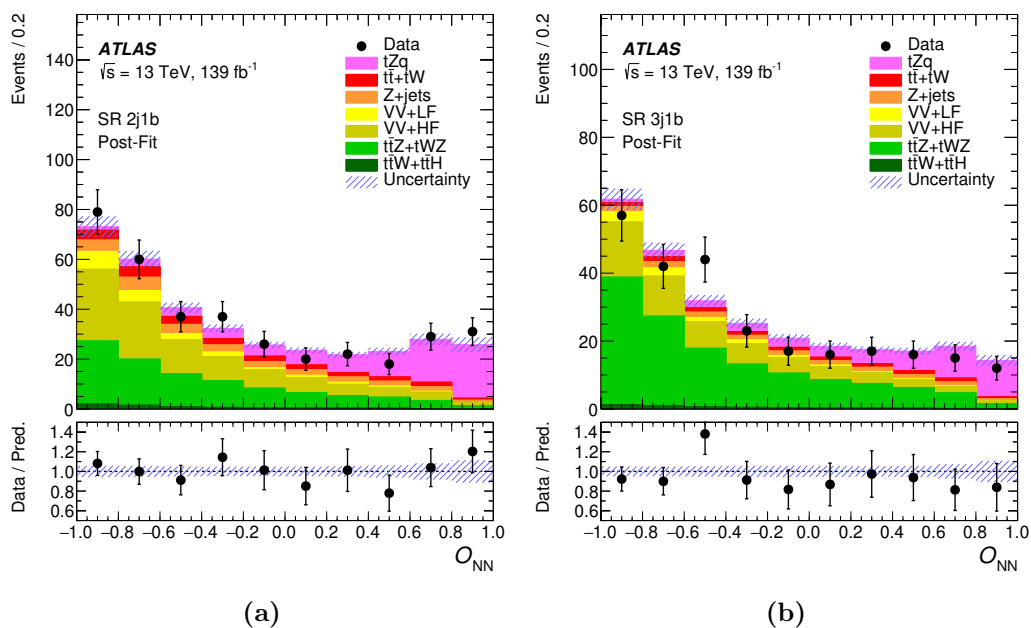 Events / 0.2
140
120
100
80
60
40
20
0
ATLAS
√s = 13 TeV, 139 fb⁻¹
SR 2j1b
Post-Fit
Data
tZq
tt̄+tW
Z+jets
VV+LF
VV+HF
tt̄Z+tWZ
tt̄W+tt̄H
Uncertainty
Data / Pred.
1.4
1.2
1.0
0.8
0.6
−1.0 −0.8 −0.6 −0.4 −0.2 0.0 0.2 0.4 0.6 0.8 1.0
O_NN
(a)
Events / 0.2
100
80
60
40
20
0
ATLAS
√s = 13 TeV, 139 fb⁻¹
SR 3j1b
Post-Fit
Data
tZq
tt̄+tW
Z+jets
VV+LF
VV+HF
tt̄Z+tWZ
tt̄W+tt̄H
Uncertainty
Data / Pred.
1.4
1.2
1.0
0.8
0.6
−1.0 −0.8 −0.6 −0.4 −0.2 0.0 0.2 0.4 0.6 0.8 1.0
O_NN
(b)